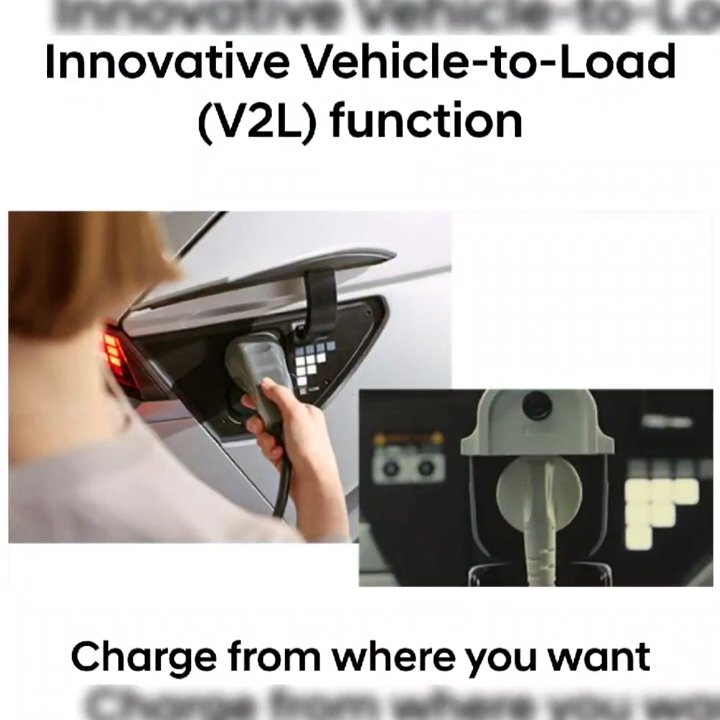 Innovative Vehicle-to-Load
(V2L) function
Charge from where you want